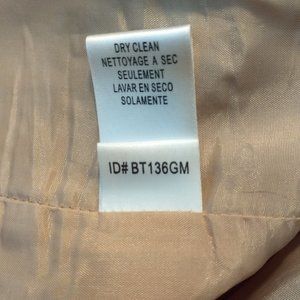 DRY CLEAN
NETTOYAGE A SEC
SEULEMENT
LAVAR EN SECO
SOLAMENTE
ID# BT136GM